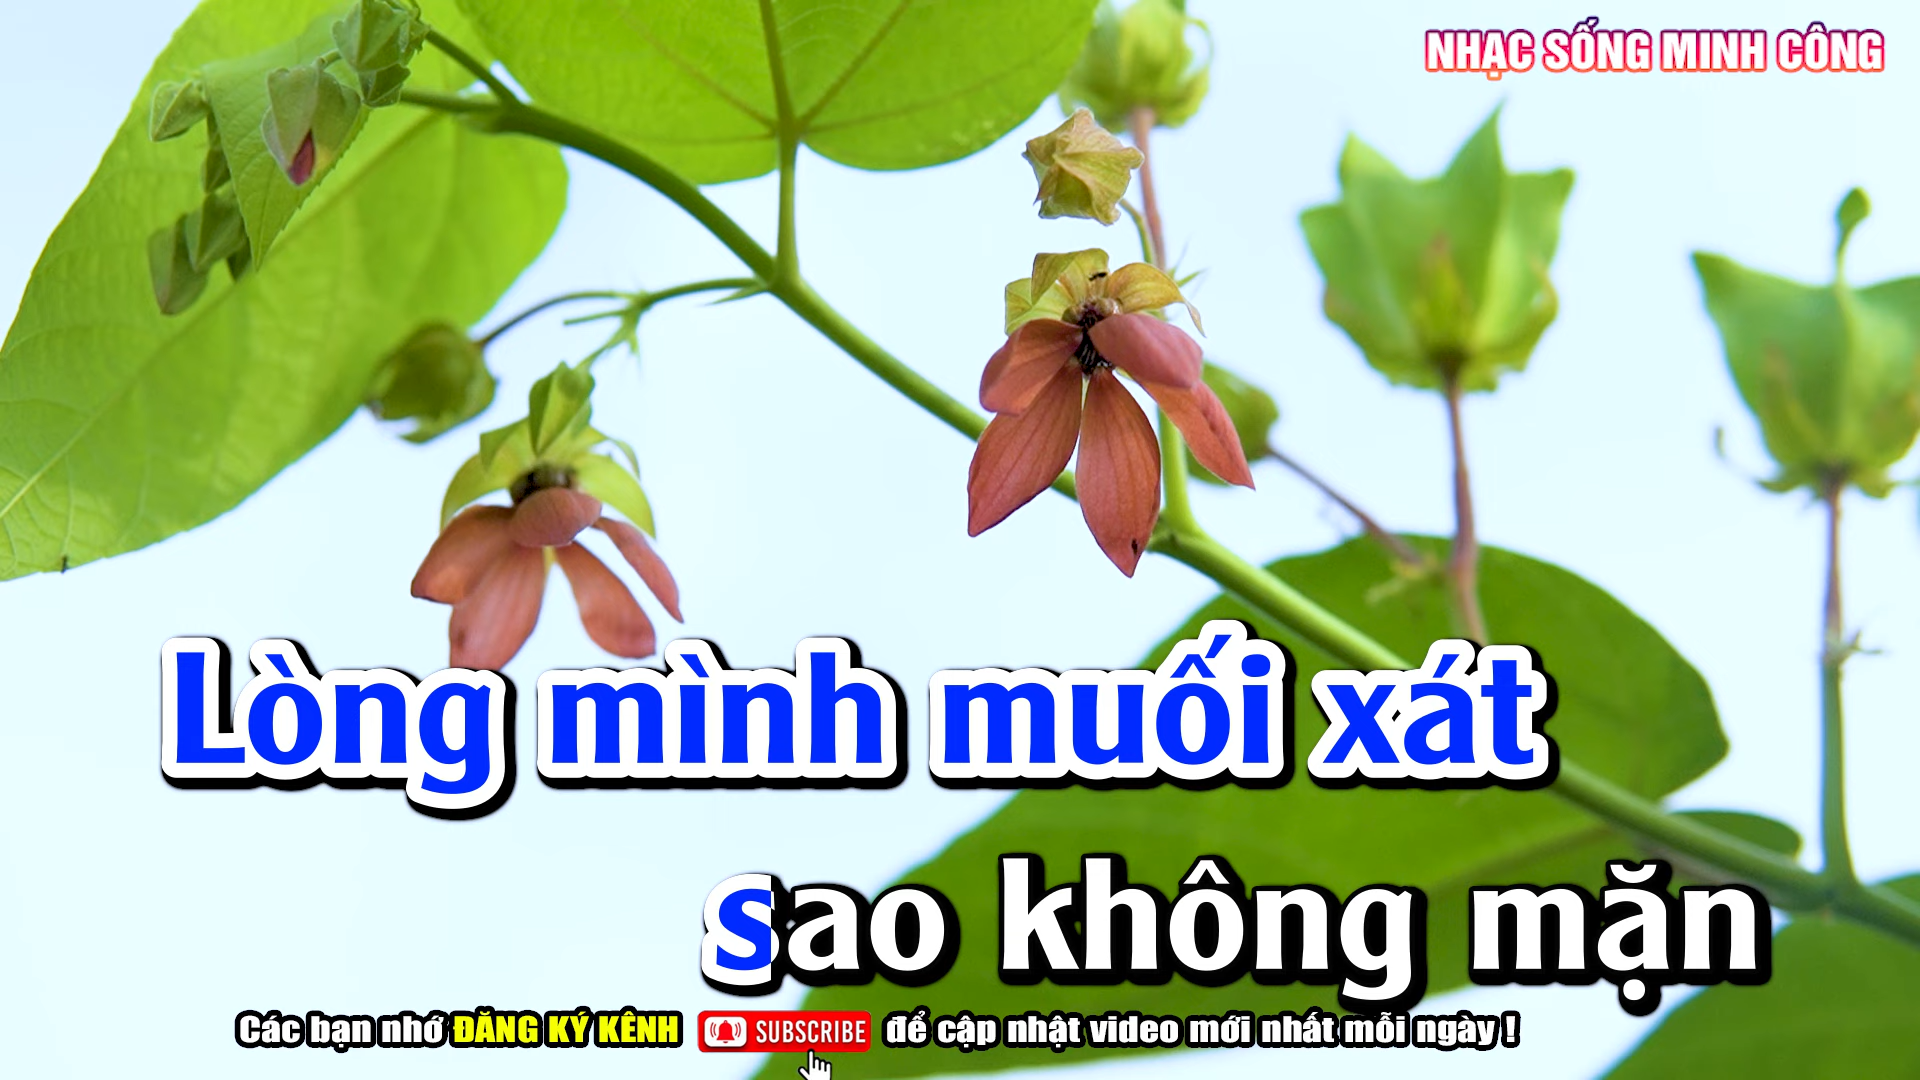 NHẠC SỐNG MINH CÔNG
Lòng mình muối xát
sao không mặn
Các bạn nhớ ĐĂNG KÝ KÊNH SUBSCRIBE để cập nhật video mới nhất mỗi ngày !